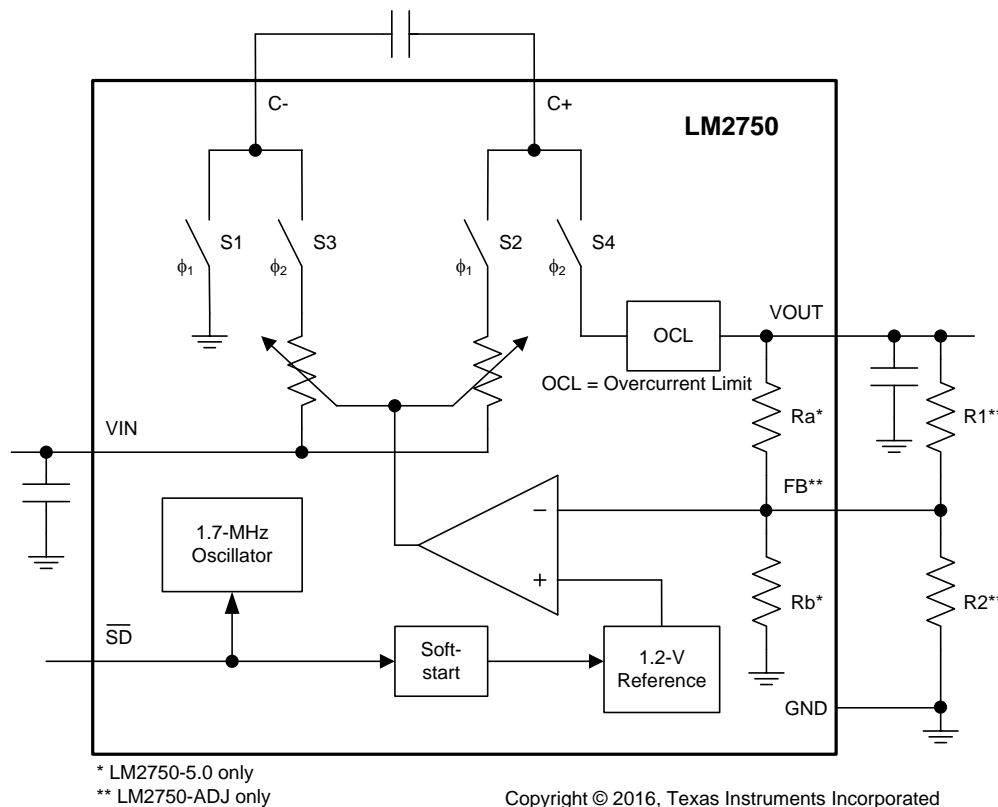 C-
C+
LM2750
S1
S3
S2
S4
ϕ1
ϕ2
ϕ1
ϕ2
VOUT
OCL
OCL = Overcurrent Limit
Ra*
R1**
VIN
FB**
1.7-MHz
Oscillator
−
+
Rb*
R2**
SD
Soft-
start
1.2-V
Reference
GND
* LM2750-5.0 only
** LM2750-ADJ only
Copyright © 2016, Texas Instruments Incorporated